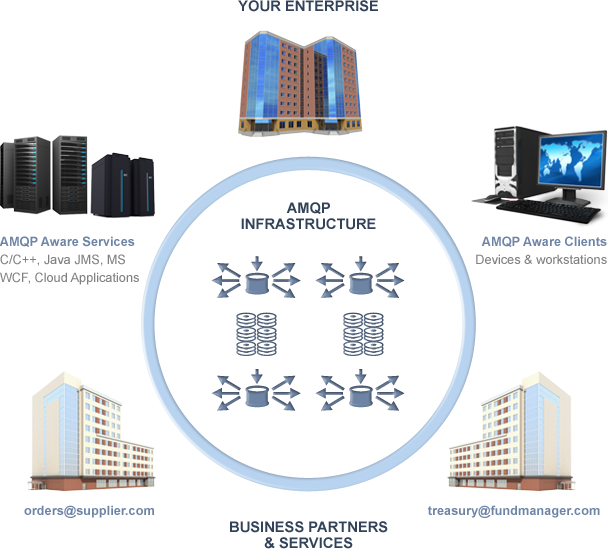 YOUR ENTERPRISE
AMQP
INFRASTRUCTURE
AMQP Aware Services
C/C++, Java JMS, MS
WCF, Cloud Applications
AMQP Aware Clients
Devices & workstations
orders@supplier.com
treasury@fundmanager.com
BUSINESS PARTNERS
& SERVICES